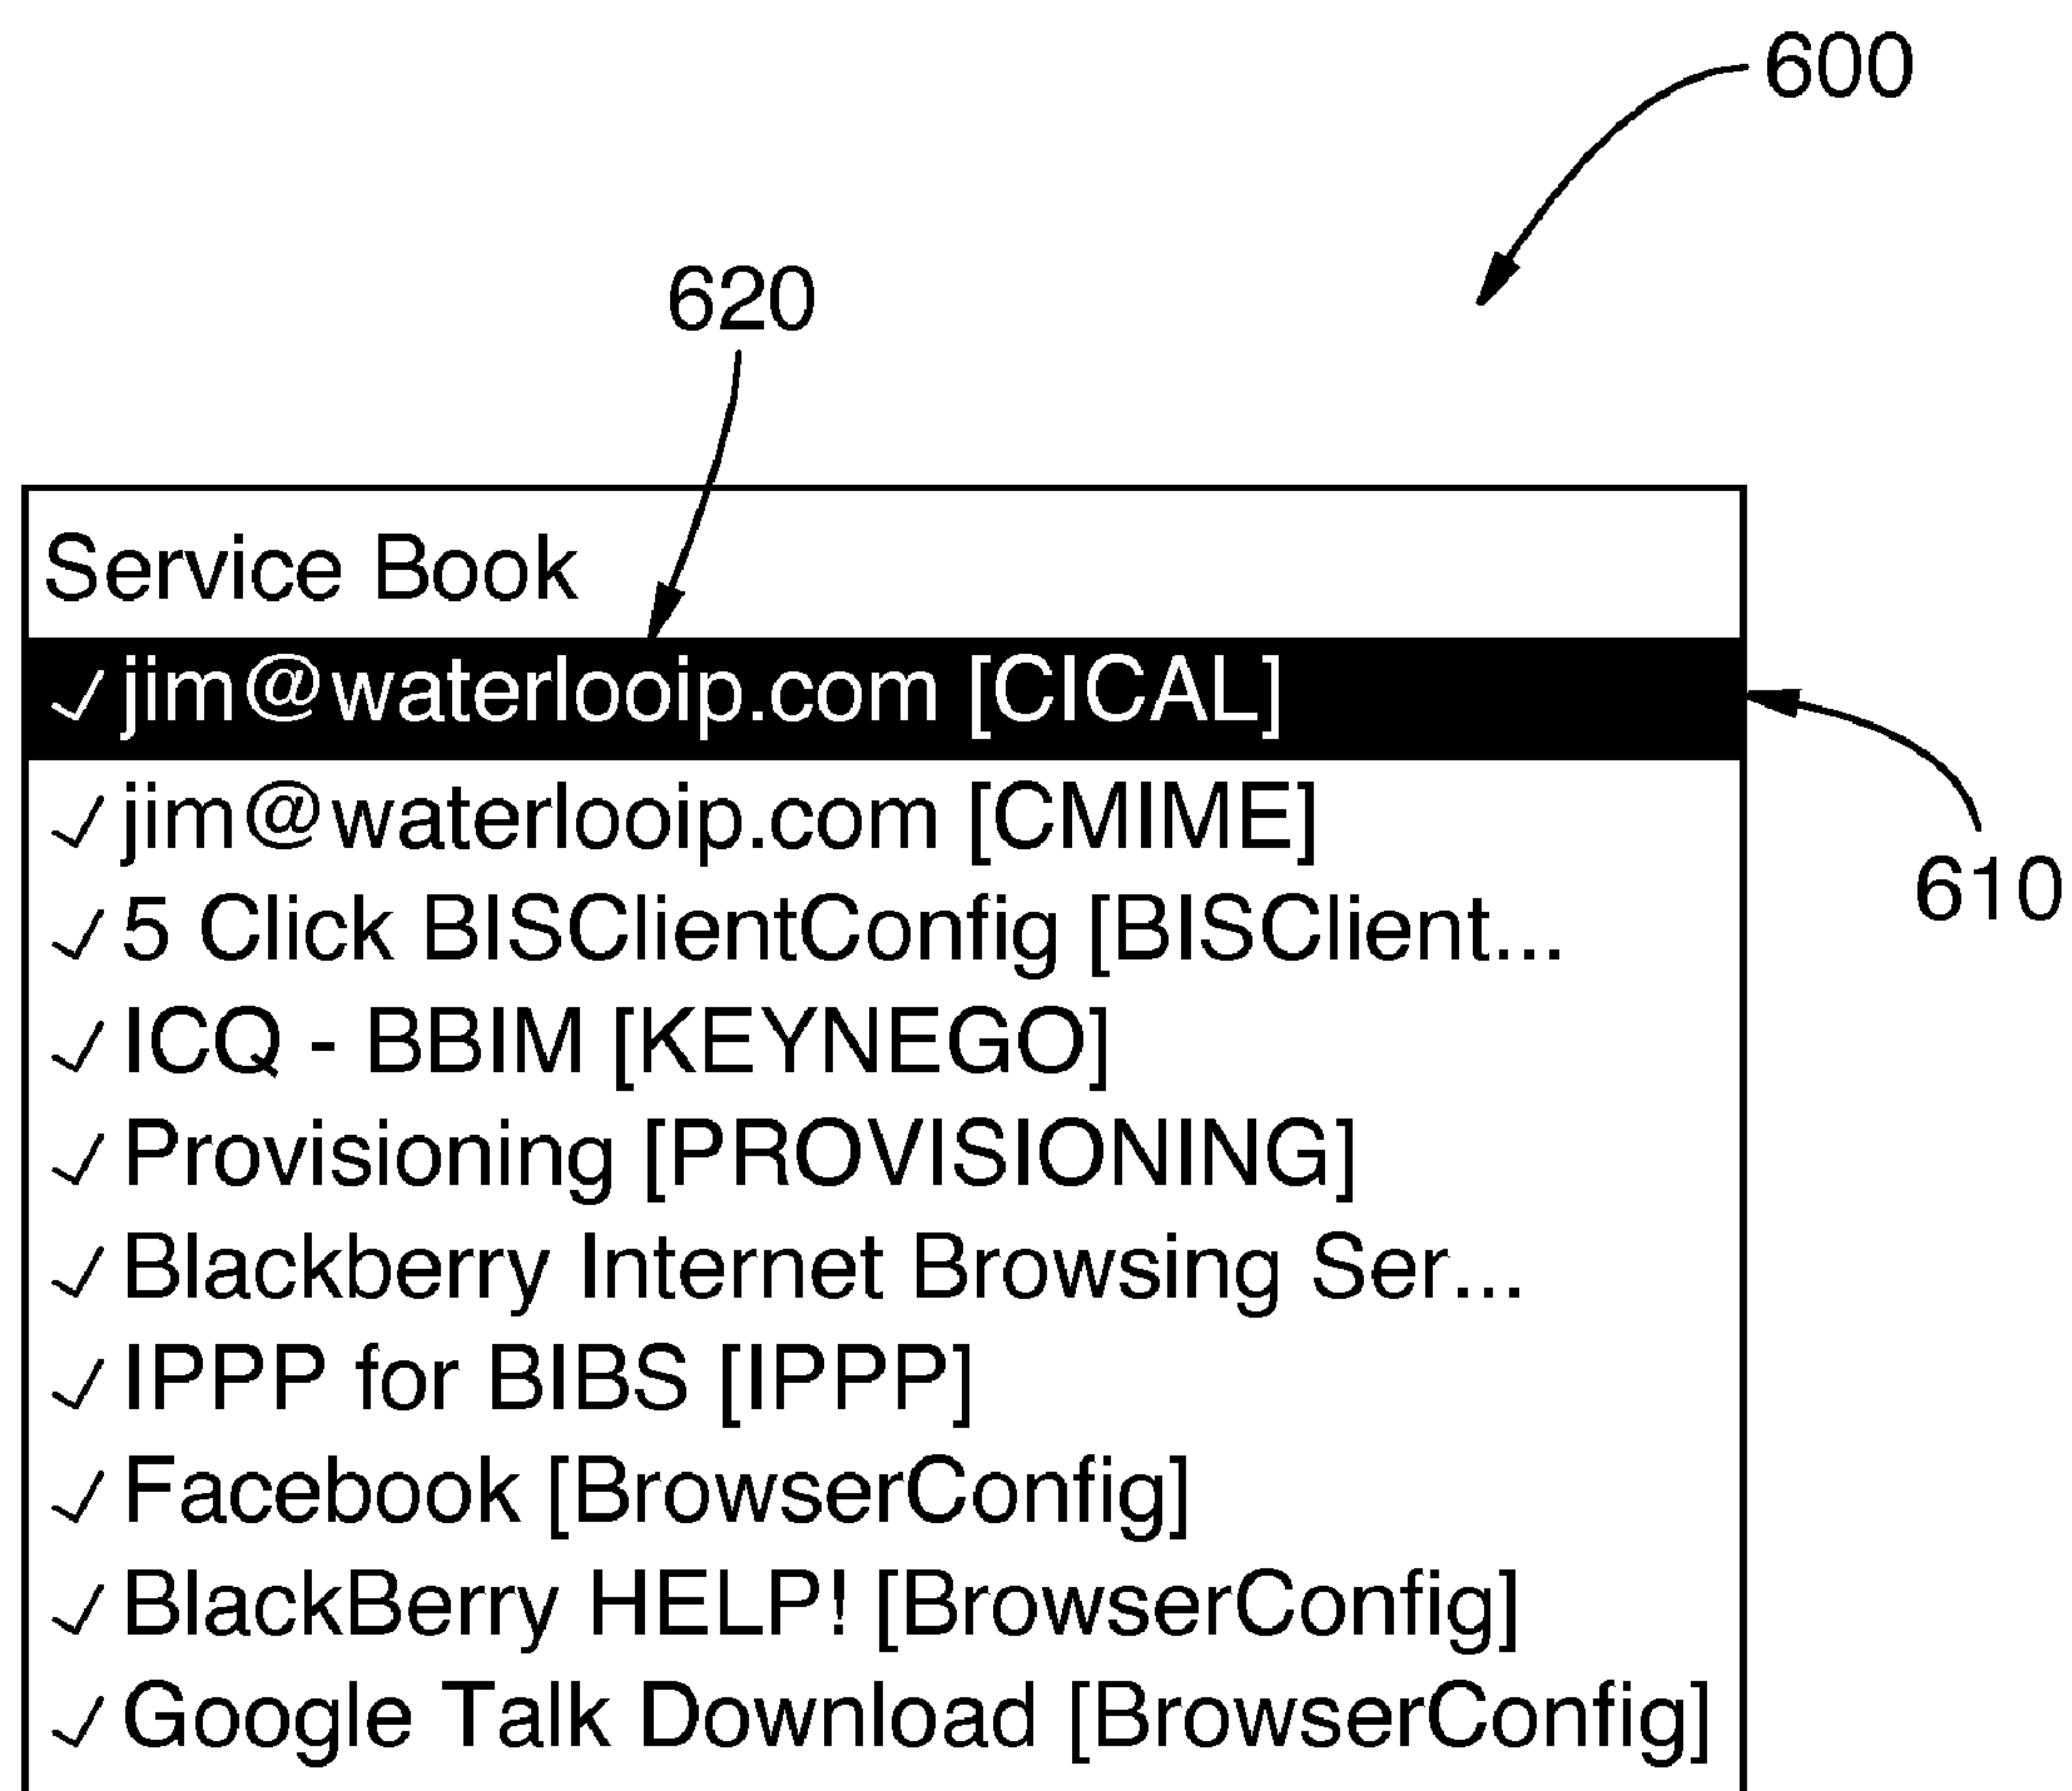 600
620
Service Book
✓ jim@waterlooip.com [CICAL]
✓ jim@waterlooip.com [CMIME]
610
✓ 5 Click BISClientConfig [BISClient...
✓ ICQ - BBIM [KEYNEGO]
✓ Provisioning [PROVISIONING]
✓ Blackberry Internet Browsing Ser...
✓ IPPP for BIBS [IPPP]
✓ Facebook [BrowserConfig]
✓ BlackBerry HELP! [BrowserConfig]
✓ Google Talk Download [BrowserConfig]